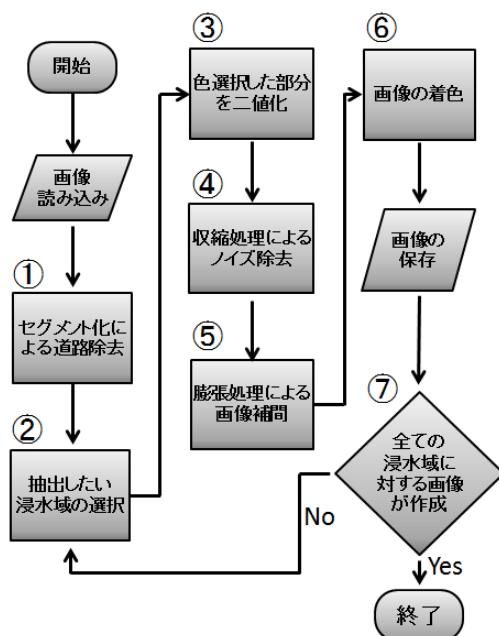 開始
画像
読み込み
①
セグメント化に
よる道路除去
②
抽出したい
浸水域の選択
③
色選択した部分
を二値化
④
収縮処理による
ノイズ除去
⑤
膨張処理による
画像補間
⑥
画像の着色
画像の
保存
⑦
全ての
浸水域に
対する画像
が作成
No
Yes
終了